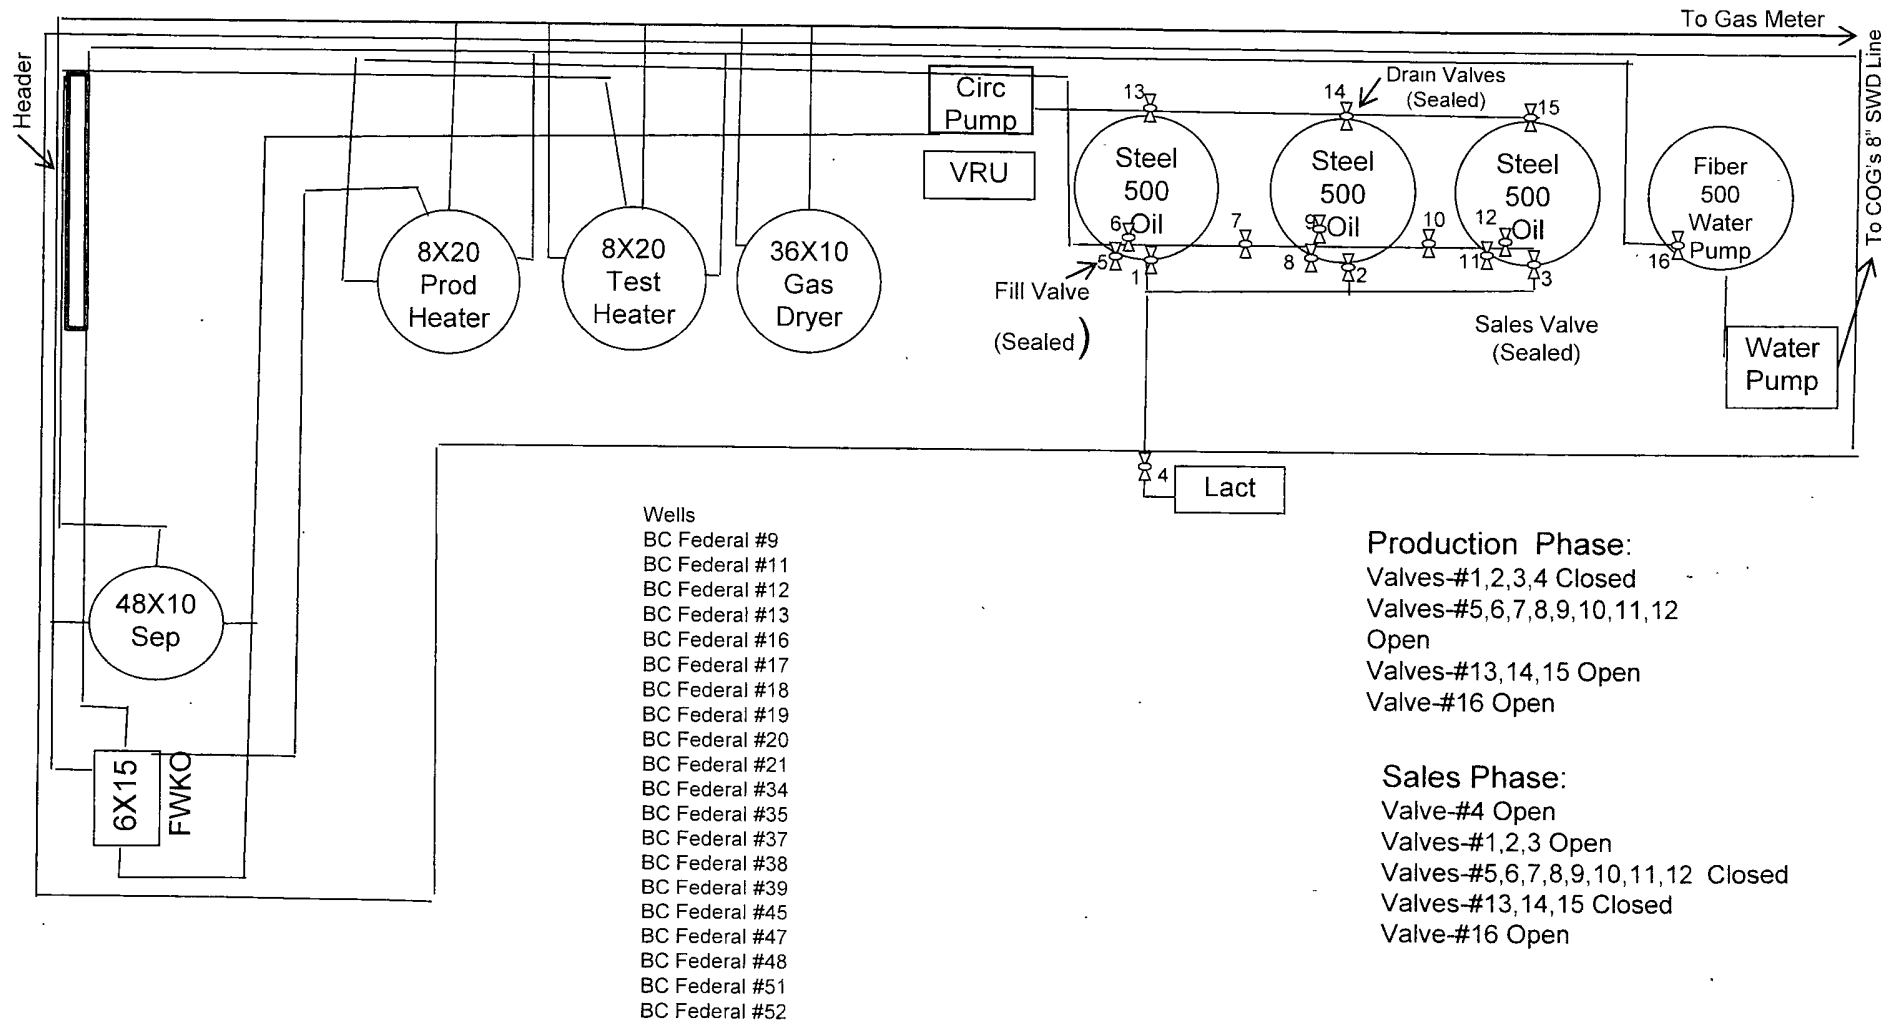 To Gas Meter
Header
To COG's 8" SWD Line
Circ
Pump
VRU
13
14
Drain Valves
(Sealed)
15
Steel
500
Oil
Steel
500
Oil
Steel
500
Oil
Fiber
500
Water
Pump
6
7
9
10
12
5
1
8
2
11
3
16
8X20
Prod
Heater
8X20
Test
Heater
36X10
Gas
Dryer
Fill Valve
(Sealed)
Sales Valve
(Sealed)
Water
Pump
4
Lact
48X10
Sep
6X15
FWKO
Wells
BC Federal #9
BC Federal #11
BC Federal #12
BC Federal #13
BC Federal #16
BC Federal #17
BC Federal #18
BC Federal #19
BC Federal #20
BC Federal #21
BC Federal #34
BC Federal #35
BC Federal #37
BC Federal #38
BC Federal #39
BC Federal #45
BC Federal #47
BC Federal #48
BC Federal #51
BC Federal #52
Production Phase:
Valves-#1,2,3,4 Closed
Valves-#5,6,7,8,9,10,11,12
Open
Valves-#13,14,15 Open
Valve-#16 Open
Sales Phase:
Valve-#4 Open
Valves-#1,2,3 Open
Valves-#5,6,7,8,9,10,11,12 Closed
Valves-#13,14,15 Closed
Valve-#16 Open